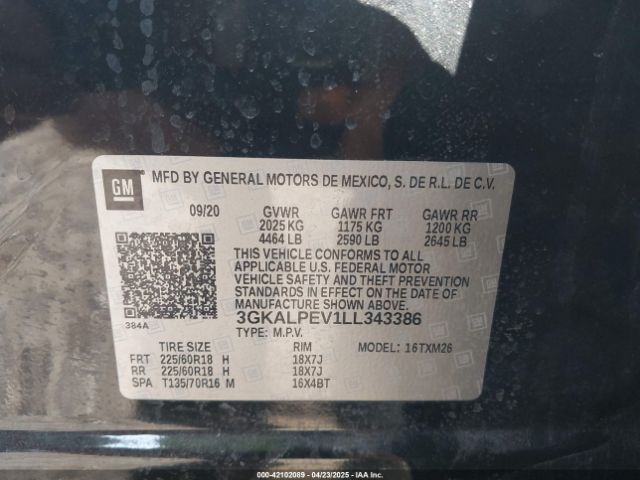 GM
MFD BY GENERAL MOTORS DE MEXICO, S. DE R.L. DE C.V.
09/20 GVWR GAWR FRT GAWR RR
2025 KG 1175 KG 1200 KG
4464 LB 2590 LB 2645 LB
THIS VEHICLE CONFORMS TO ALL
APPLICABLE U.S. FEDERAL MOTOR
VEHICLE SAFETY AND THEFT PREVENTION
STANDARDS IN EFFECT ON THE DATE OF
MANUFACTURE SHOWN ABOVE.
384A
3GKALPEV1LL343386
TYPE: M.P.V.
TIRE SIZE RIM MODEL: 16TXM26
FRT 225/60R18 H 18X7J
RR 225/60R18 H 18X7J
SPA T135/70R16 M 16X4BT
000-42102089 - 04/23/2025 - IAAI.COM